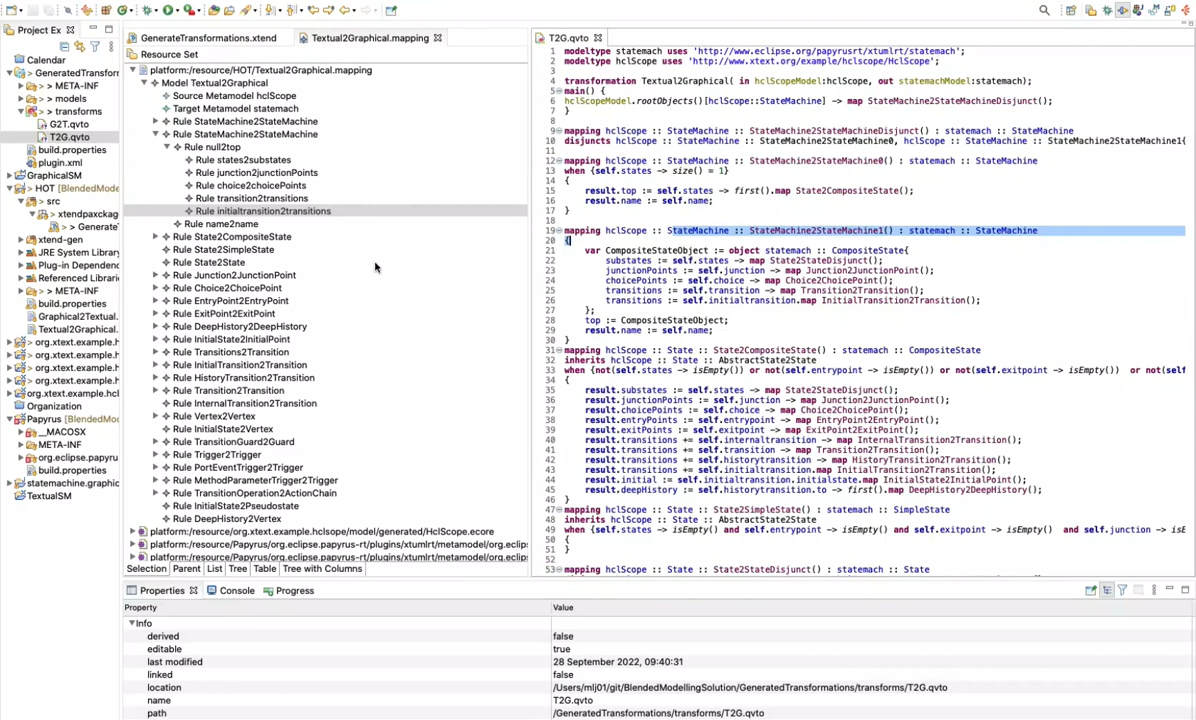 Project Ex
Calendar
> GeneratedTransforr
> META-INF
> models
> transforms
G2T.qvto
T2G.qvto
build.properties
plugin.xml
GraphicalSM
> HOT [BlendedMode
> src
> xtendpaxckag
> Generate
xtend-gen
JRE System Library
Plug-in Dependenc
Referenced Librari
> META-INF
build.properties
Graphical2Textual.
Textual2Graphical.
> org.xtext.example.h
> org.xtext.example.h
> org.xtext.example.h
> org.xtext.example.h
org.xtext.example.hcl
Organization
Papyrus [BlendedMod
__MACOSX
META-INF
org.eclipse.papyru
build.properties
statemachine.graphic
TextualSM
GenerateTransformations.xtend
Textual2Graphical.mapping
Resource Set
platform:/resource/HOT/Textual2Graphical.mapping
Model Textual2Graphical
Source Metamodel hclScope
Target Metamodel statemach
Rule StateMachine2StateMachine
Rule StateMachine2StateMachine
Rule null2top
Rule states2substates
Rule junction2junctionPoints
Rule choice2choicePoints
Rule transition2transitions
Rule initialtransition2transitions
Rule name2name
Rule State2CompositeState
Rule State2SimpleState
Rule State2State
Rule Junction2JunctionPoint
Rule Choice2ChoicePoint
Rule EntryPoint2EntryPoint
Rule ExitPoint2ExitPoint
Rule DeepHistory2DeepHistory
Rule InitialState2InitialPoint
Rule Transitions2Transition
Rule InitialTransition2Transition
Rule HistoryTransition2Transition
Rule Transition2Transition
Rule InternalTransition2Transition
Rule Vertex2Vertex
Rule InitialState2Vertex
Rule TransitionGuard2Guard
Rule Trigger2Trigger
Rule PortEventTrigger2Trigger
Rule MethodParameterTrigger2Trigger
Rule TransitionOperation2ActionChain
Rule InitialState2Pseudostate
Rule DeepHistory2Vertex
platform:/resource/org.xtext.example.hclsope/model/generated/HclScope.ecore
platform:/resource/Papyrus/org.eclipse.papyrus-rt/plugins/xtumlrt/metamodel/org.eclip
platform:/resource/Papyrus/org.eclipse.papyrus-rt/plugins/xtumlrt/metamodel/org.eclips
Selection Parent List Tree Table Tree with Columns
T2G.qvto
1 modeltype statemach uses 'http://www.eclipse.org/papyrusrt/xtumlrt/statemach';
2 modeltype hclScope uses 'http://www.xtext.org/example/hclscope/HclScope';
3
4 transformation Textual2Graphical( in hclScopeModel:hclScope, out statemachModel:statemach);
5 main() {
6 hclScopeModel.rootObjects()[hclScope::StateMachine] -> map StateMachine2StateMachineDisjunct();
7 }
8
9 mapping hclScope :: StateMachine :: StateMachine2StateMachineDisjunct() : statemach :: StateMachine
10 disjuncts hclScope :: StateMachine :: StateMachine2StateMachine0, hclScope :: StateMachine :: StateMachine2StateMachine1{
11
12 mapping hclScope :: StateMachine :: StateMachine2StateMachine0() : statemach :: StateMachine
13 when {self.states -> size() = 1}
14 {
15 result.top := self.states -> first().map State2CompositeState();
16 result.name := self.name;
17 }
18
19 mapping hclScope :: StateMachine :: StateMachine2StateMachine1() : statemach :: StateMachine
20 {
21 var CompositeStateObject := object statemach :: CompositeState{
22 substates := self.states -> map State2StateDisjunct();
23 junctionPoints := self.junction -> map Junction2JunctionPoint();
24 choicePoints := self.choice -> map Choice2ChoicePoint();
25 transitions := self.transition -> map Transition2Transition();
26 transitions := self.initialtransition.map InitialTransition2Transition();
27 };
28 top := CompositeStateObject;
29 result.name := self.name;
30 }
31 mapping hclScope :: State :: State2CompositeState() : statemach :: CompositeState
32 inherits hclScope :: State :: AbstractState2State
33 when {not(self.states -> isEmpty()) or not(self.entrypoint -> isEmpty()) or not(self.exitpoint -> isEmpty()) or not(self
34 {
35 result.substates := self.states -> map State2StateDisjunct();
36 result.junctionPoints := self.junction -> map Junction2JunctionPoint();
37 result.choicePoints := self.choice -> map Choice2ChoicePoint();
38 result.entryPoints := self.entrypoint -> map EntryPoint2EntryPoint();
39 result.exitPoints := self.exitpoint -> map ExitPoint2ExitPoint();
40 result.transitions += self.internaltransition -> map InternalTransition2Transition();
41 result.transitions += self.transition -> map Transition2Transition();
42 result.transitions += self.historytransition -> map HistoryTransition2Transition();
43 result.transitions += self.initialtransition.map InitialTransition2Transition();
44 result.initial := self.initialtransition.initialstate.map InitialState2InitialPoint();
45 result.deepHistory := self.historytransition.to -> first().map DeepHistory2DeepHistory();
46 }
47 mapping hclScope :: State :: State2SimpleState() : statemach :: SimpleState
48 inherits hclScope :: State :: AbstractState2State
49 when {self.states -> isEmpty() and self.entrypoint -> isEmpty() and self.exitpoint -> isEmpty() and self.junction -> isE
50 {
51 }
52
53 mapping hclScope :: State :: State2StateDisjunct() : statemach :: State
Properties Console Progress
Property Value
Info
derived false
editable true
last modified 28 September 2022, 09:40:31
linked false
location /Users/mlj01/git/BlendedModellingSolution/GeneratedTransformations/transforms/T2G.qvto
name T2G.qvto
path /GeneratedTransformations/transforms/T2G.qvto